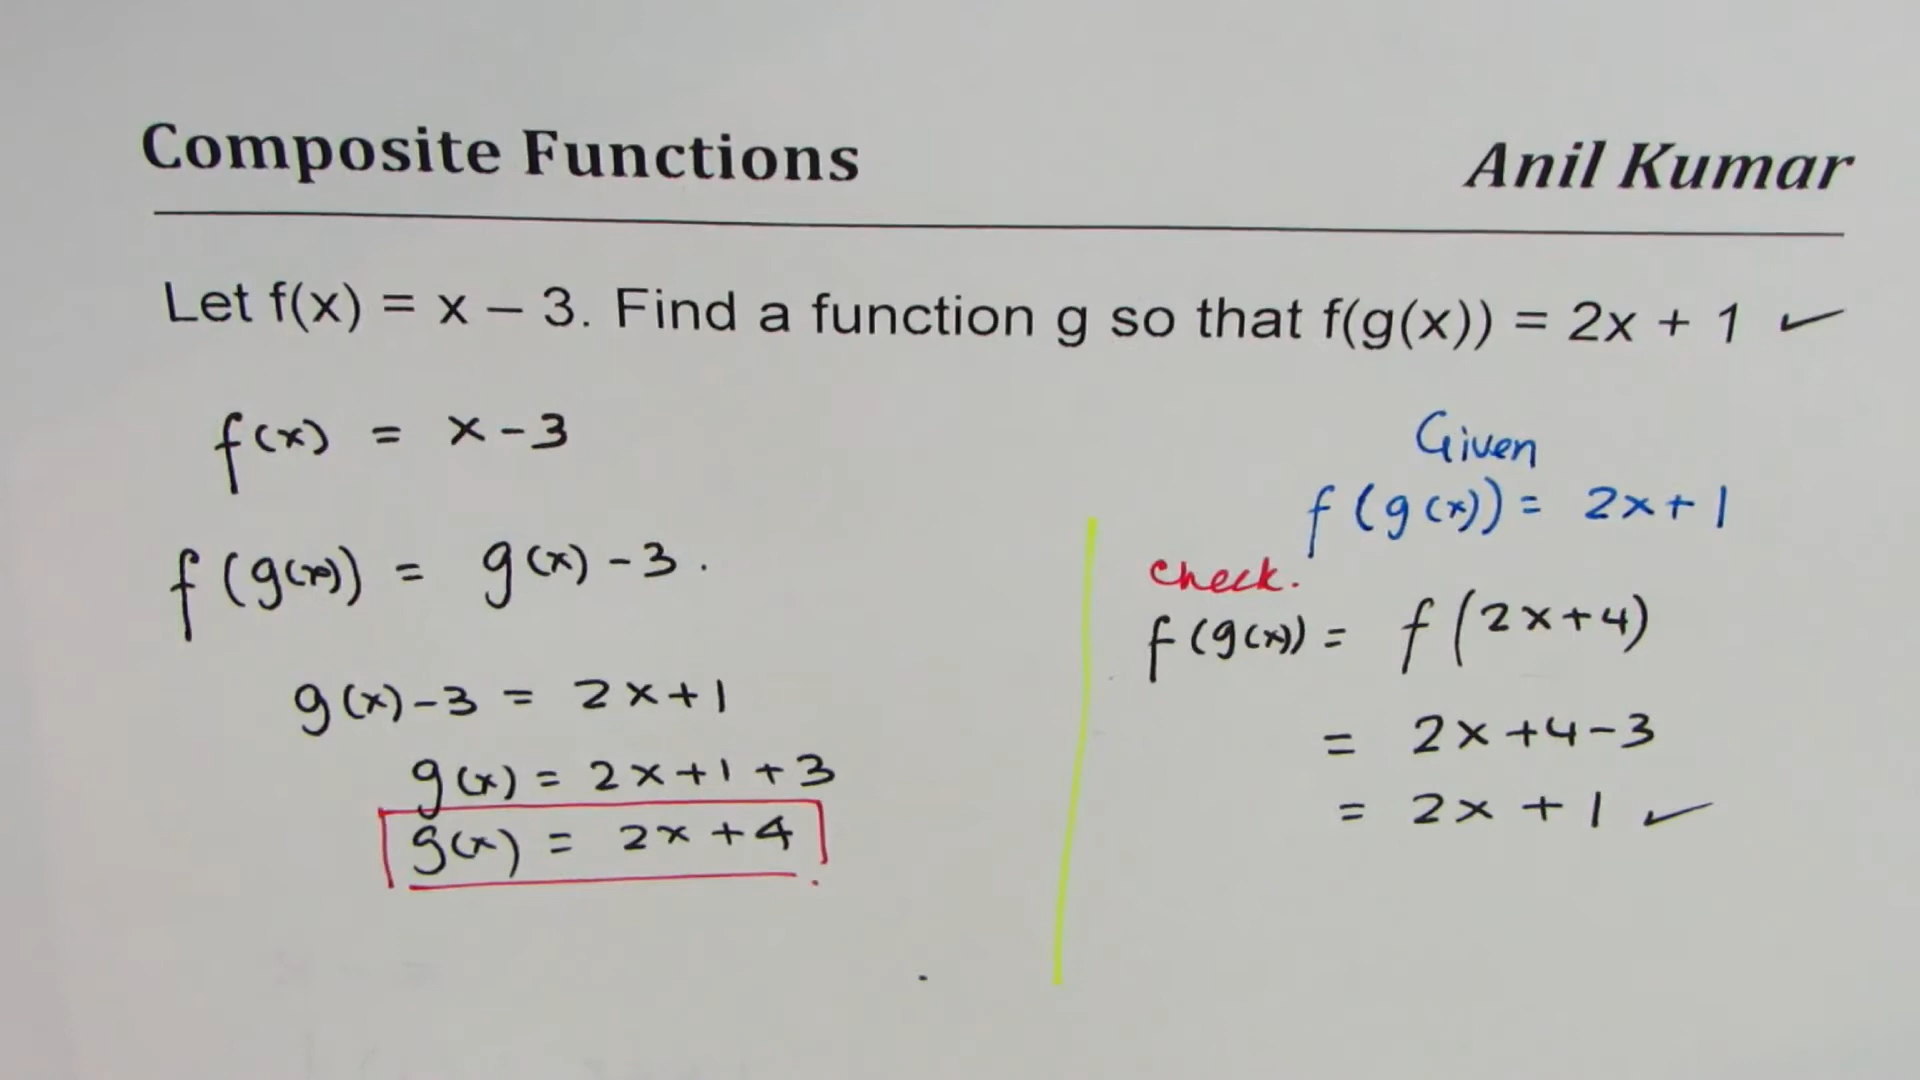 Composite Functions
Anil Kumar
Let f(x) = x – 3. Find a function g so that f(g(x)) = 2x + 1 ✓
f(x) = x - 3
f(g(x)) = g(x) - 3.
g(x) - 3 = 2x + 1
g(x) = 2x + 1 + 3
g(x) = 2x + 4
Given
f(g(x)) = 2x + 1
check.
f(g(x)) = f(2x+4)
= 2x + 4 - 3
= 2x + 1 ✓